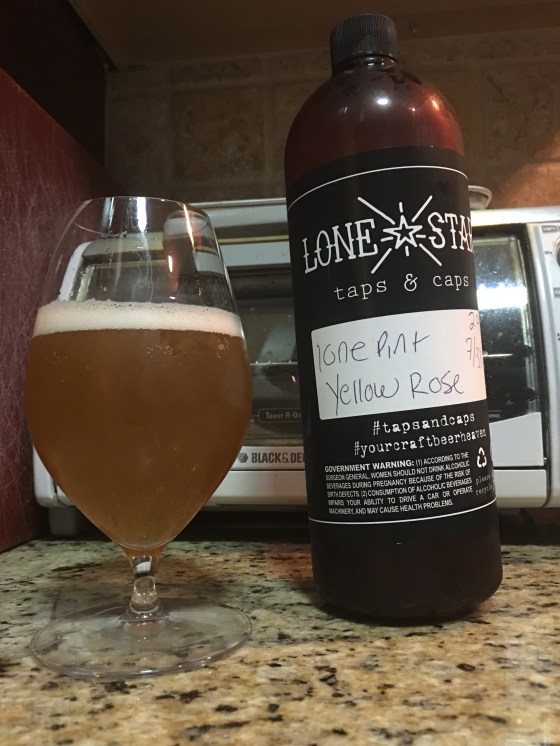 LONE STAR
taps & caps
lone Pint
Yellow Rose
#tapsandcaps
#yourcraftbeerheaven
GOVERNMENT WARNING: (1) ACCORDING TO THE
SURGEON GENERAL, WOMEN SHOULD NOT DRINK ALCOHOLIC
BEVERAGES DURING PREGNANCY BECAUSE OF THE RISK OF
BIRTH DEFECTS. (2) CONSUMPTION OF ALCOHOLIC BEVERAGES
IMPAIRS YOUR ABILITY TO DRIVE A CAR OR OPERATE
MACHINERY, AND MAY CAUSE HEALTH PROBLEMS.
Toast-R-
BLACK&DE